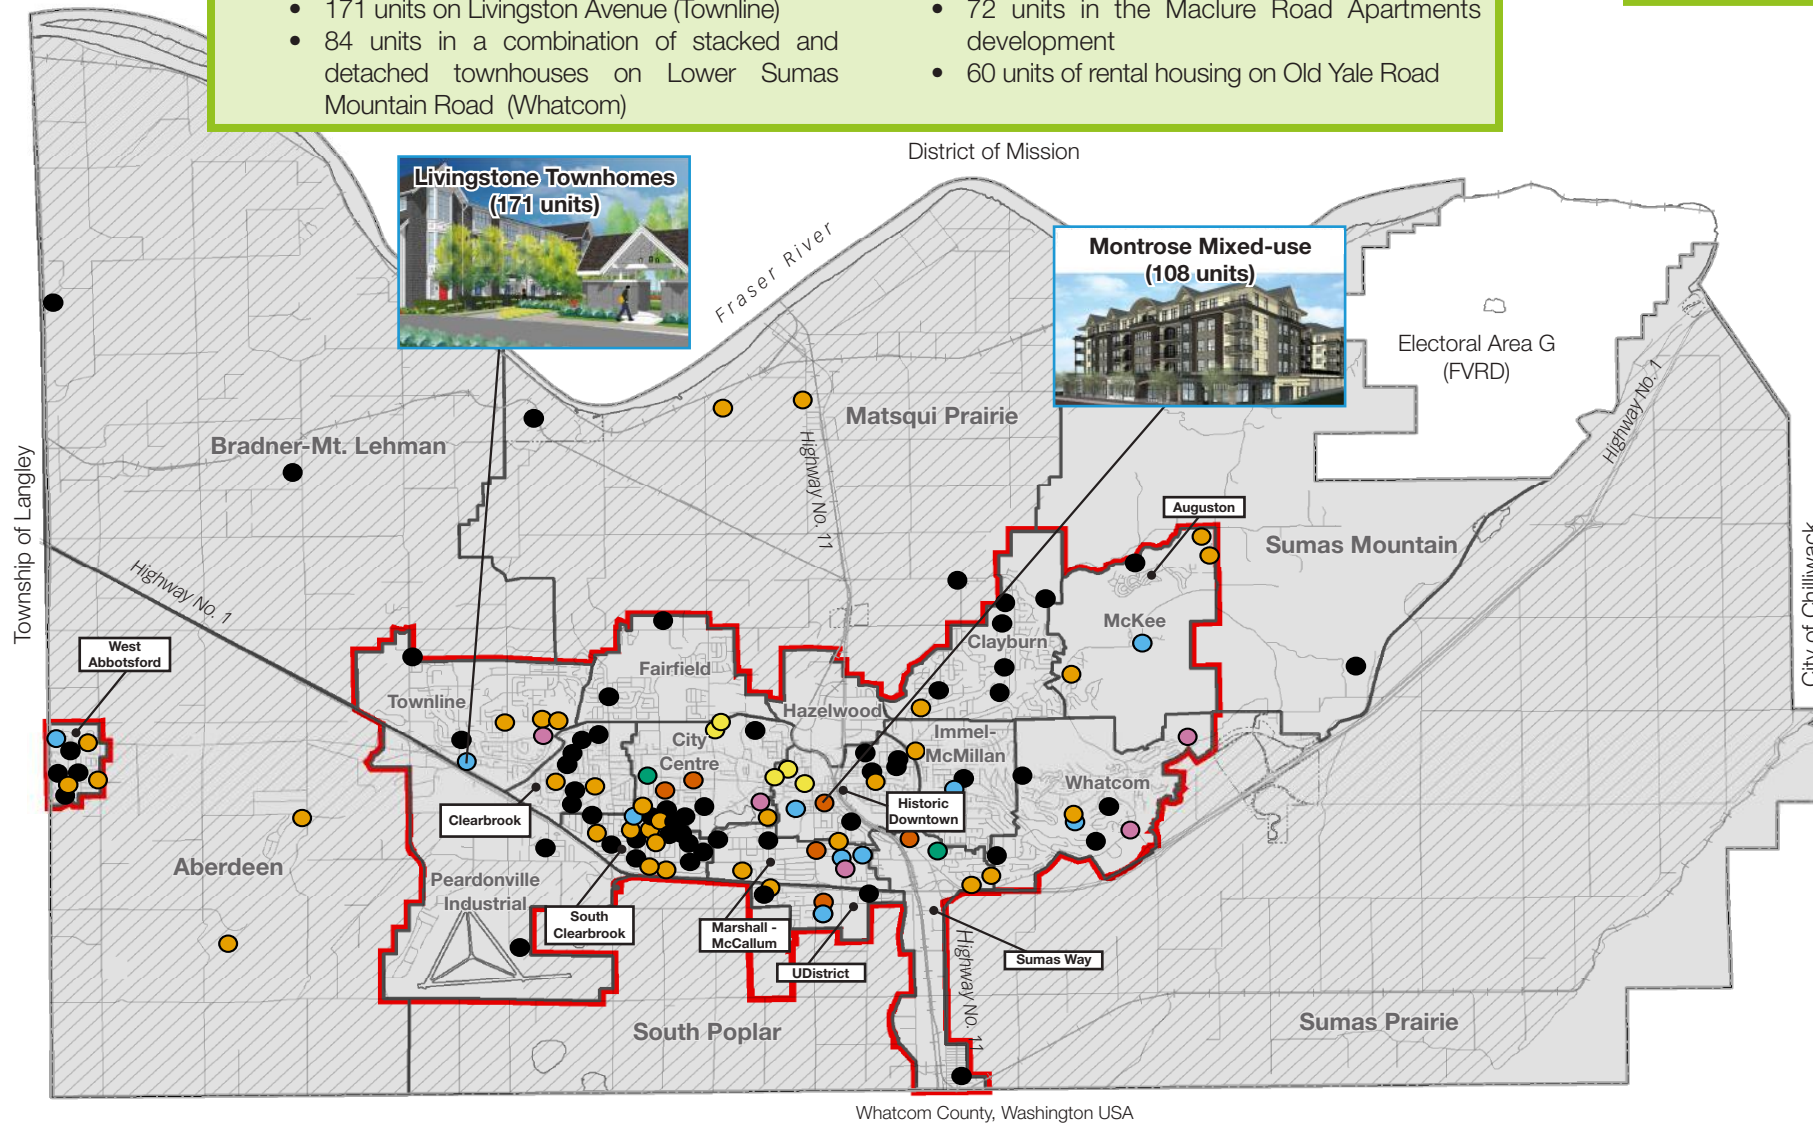 • 171 units on Livingston Avenue (Townline)
• 84 units in a combination of stacked and
detached townhouses on Lower Sumas
Mountain Road (Whatcom)
• 72 units in the Maclure Road Apartments
development
• 60 units of rental housing on Old Yale Road
District of Mission
Livingstone Townhomes
(171 units)
Fraser River
Montrose Mixed-use
(108 units)
Electoral Area G
(FVRD)
Highway No. 1
Matsqui Prairie
Bradner-Mt. Lehman
Highway No. 11
Township of Langley
Auguston
Sumas Mountain
City of Chilliwack
Highway No. 1
West
Abbotsford
McKee
Clayburn
Fairfield
Townline
Hazelwood
City
Centre
Immel-
McMillan
Whatcom
Historic
Downtown
Clearbrook
Aberdeen
Peardonville
Industrial
South
Clearbrook
Marshall -
McCallum
UDistrict
Sumas Way
Highway No. 11
South Poplar
Sumas Prairie
Whatcom County, Washington USA